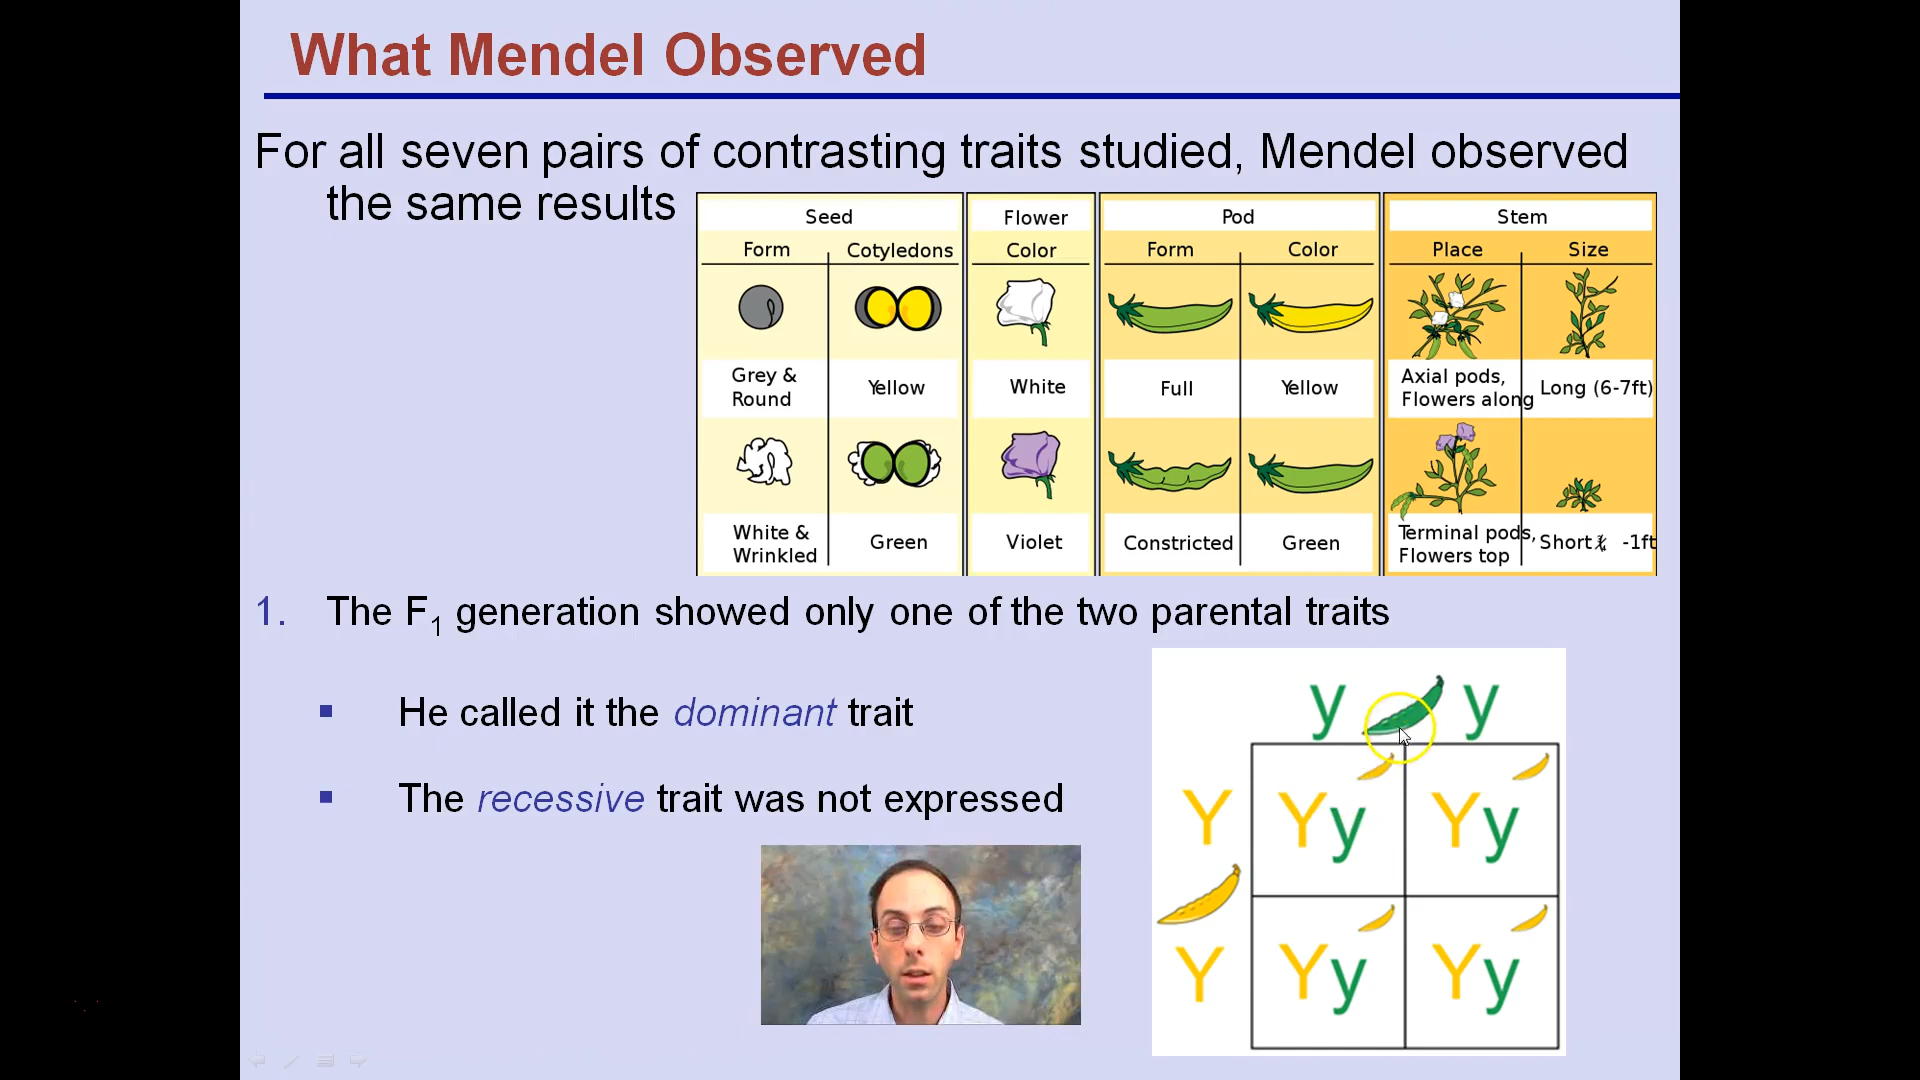 What Mendel Observed
For all seven pairs of contrasting traits studied, Mendel observed
the same results
Seed
Flower
Pod
Stem
Form
Cotyledons
Color
Form
Color
Place
Size
Grey &
Round
Yellow
White
Full
Yellow
Axial pods,
Flowers along
Long (6-7ft)
White &
Wrinkled
Green
Violet
Constricted
Green
Terminal pods,
Flowers top
Short -1ft
1. The F1 generation showed only one of the two parental traits
▪ He called it the dominant trait
▪ The recessive trait was not expressed
y y
Y Yy Yy
Y Yy Yy